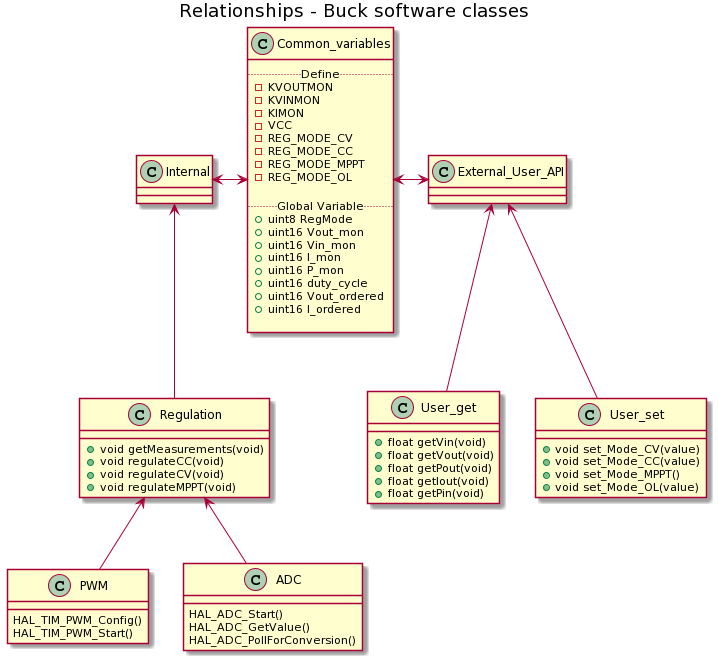 Relationships - Buck software classes
C Common_variables
Define
KVOUTMON
KVINMON
KIMON
VCC
REG_MODE_CV
REG_MODE_CC
REG_MODE_MPPT
REG_MODE_OL
Global Variable
uint8 RegMode
uint16 Vout_mon
uint16 Vin_mon
uint16 I_mon
uint16 P_mon
uint16 duty_cycle
uint16 Vout_ordered
uint16 I_ordered
C Internal
C External_User_API
C Regulation
void getMeasurements(void)
void regulateCC(void)
void regulateCV(void)
void regulateMPPT(void)
C User_get
float getVin(void)
float getVout(void)
float getPout(void)
float getIout(void)
float getPin(void)
C User_set
void set_Mode_CV(value)
void set_Mode_CC(value)
void set_Mode_MPPT()
void set_Mode_OL(value)
C PWM
HAL_TIM_PWM_Config()
HAL_TIM_PWM_Start()
C ADC
HAL_ADC_Start()
HAL_ADC_GetValue()
HAL_ADC_PollForConversion()